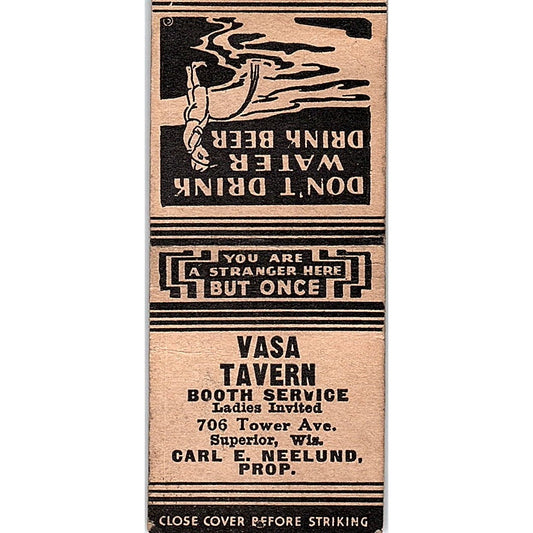 DON'T DRINK
WATER
DRINK BEER
YOU ARE
A STRANGER HERE
BUT ONCE
VASA
TAVERN
BOOTH SERVICE
Ladies Invited
706 Tower Ave.
Superior, Wis.
CARL E. NEELUND,
PROP.
CLOSE COVER BEFORE STRIKING